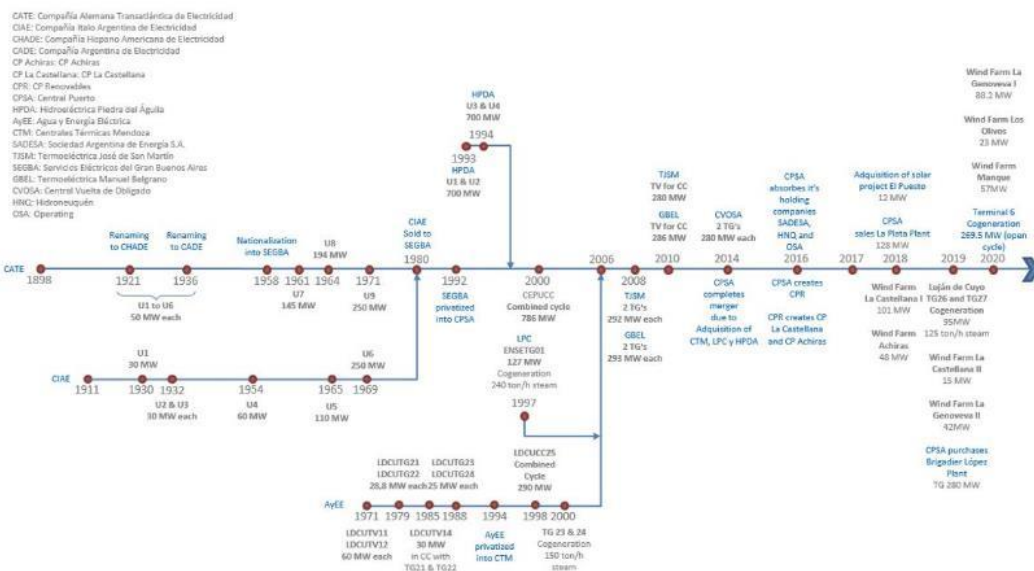 CATE: Compañía Alemana Transatlántica de Electricidad
CIAE: Compañía Italo Argentina de Electricidad
CHADE: Compañía Hispano Americana de Electricidad
CADE: Compañía Argentina de Electricidad
CP Achiras: CP Achiras
CP La Castellana: CP La Castellana
CPR: CP Renovables
CPSA: Central Puerto
HPDA: Hidroeléctrica Piedra del Águila
AyEE: Agua y Energía Eléctrica
CTM: Centrales Térmicas Mendoza
SADESA: Sociedad Argentina de Energía S.A.
TJSM: Termoeléctrica José de San Martín
SEGBA: Servicios Eléctricos del Gran Buenos Aires
GBEL: Termoeléctrica Manuel Belgrano
CVOSA: Central Vuelta de Obligado
HNQ: Hidroneuquén
OSA: Operating
HPDA
U3 & U4
700 MW
1994
1993
HPDA
U1 & U2
700 MW
Renaming
to CHADE
Renaming
to CADE
Nationalization
into SEGBA
U8
194 MW
CIAE
Sold to
SEGBA
TJSM
TV for CC
280 MW
GBEL
TV for CC
286 MW
CVOSA
2 TG's
280 MW each
CPSA
absorbes it's
holding
companies
SADESA,
HNQ and
OSA
Adquisition of solar
project El Puesto
12 MW
CPSA
sales La Plata Plant
128 MW
Wind Farm La
Genoveva I
88.2 MW
Wind Farm Los
Olivos
23 MW
Wind Farm
Manque
57MW
Terminal 6
Cogeneration
269.5 MW (open
cycle)
CATE
1898
1921
1936
1958
1961
1964
1971
1980
1992
2000
2006
2008
2010
2014
2016
2017
2018
2019
2020
U1 to U6
50 MW each
U7
145 MW
U9
250 MW
SEGBA
privatized
into CPSA
CEPUCC
Combined cycle
786 MW
TJSM
2 TG's
292 MW each
GBEL
2 TG's
293 MW each
CPSA
completes
merger
due to
Adquisition of
CTM, LPC y HPDA
CPSA creates
CPR
CPR creates CP
La Castellana
and CP Achiras
Wind Farm
La Castellana I
101 MW
Wind Farm
Achiras
48 MW
Luján de Cuyo
TG26 and TG27
Cogeneration
95MW
125 ton/h steam
Wind Farm La
Castellana II
15 MW
Wind Farm La
Genoveva II
42MW
CPSA purchases
Brigadier López
Plant
TG 280 MW
LPC
ENSETG01
127 MW
Cogeneration
240 ton/h steam
1997
U1
30 MW
U6
250 MW
CIAE
1911
1930
1932
1954
1965
1969
U2 & U3
30 MW each
U4
60 MW
U5
110 MW
LDCUTG21
LDCUTG22
28,8 MW each
LDCUTG23
LDCUTG24
25 MW each
LDCUCC25
Combined
Cycle
290 MW
AyEE
1971
1979
1985
1988
1994
1998
2000
LDCUTV11
LDCUTV12
60 MW each
LDCUTV14
30 MW
in CC with
TG21 & TG22
AyEE
privatized
inso CTM
TG 23 & 24
Cogeneration
150 ton/h
steam